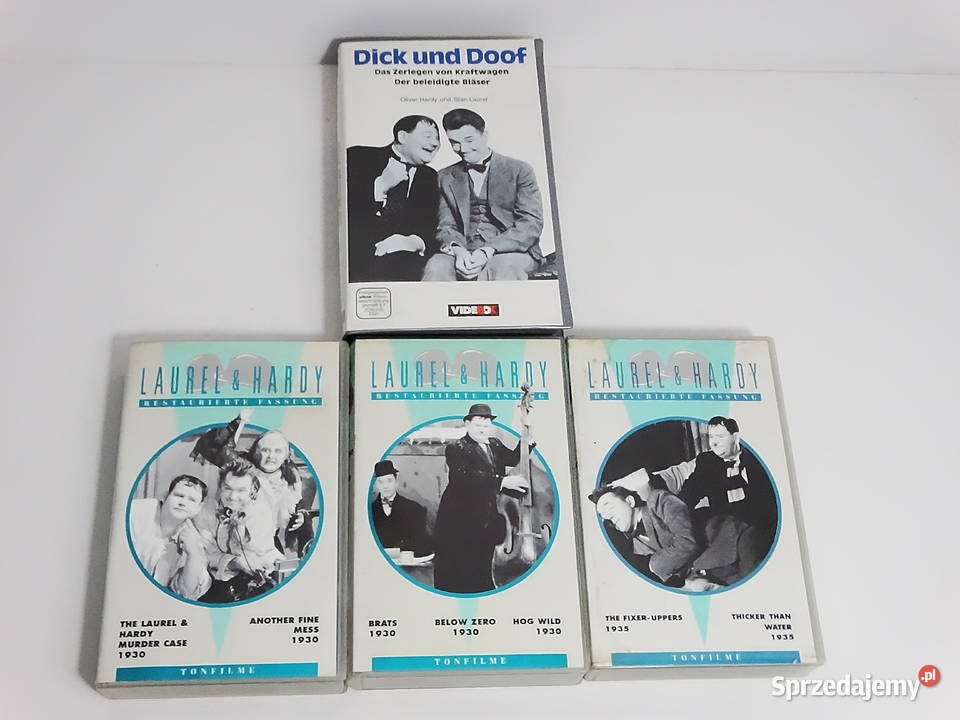 Dick und Doof
Das Zerlegen von Kraftwagen
Der beleidigte Bläser
Oliver Hardy und Stan Laurel
VIDEBOX
LAUREL & HARDY
RESTAURIERTE FASSUNG
THE LAUREL &
HARDY
MURDER CASE
1930
ANOTHER FINE
MESS
1930
TONFILME
LAUREL & HARDY
RESTAURIERTE FASSUNG
BRATS
1930
BELOW ZERO
1930
HOG WILD
1930
TONFILME
LAUREL & HARDY
RESTAURIERTE FASSUNG
THE FIXER-UPPERS
1935
THICKER THAN
WATER
1935
TONFILME
Sprzedajemy.pl